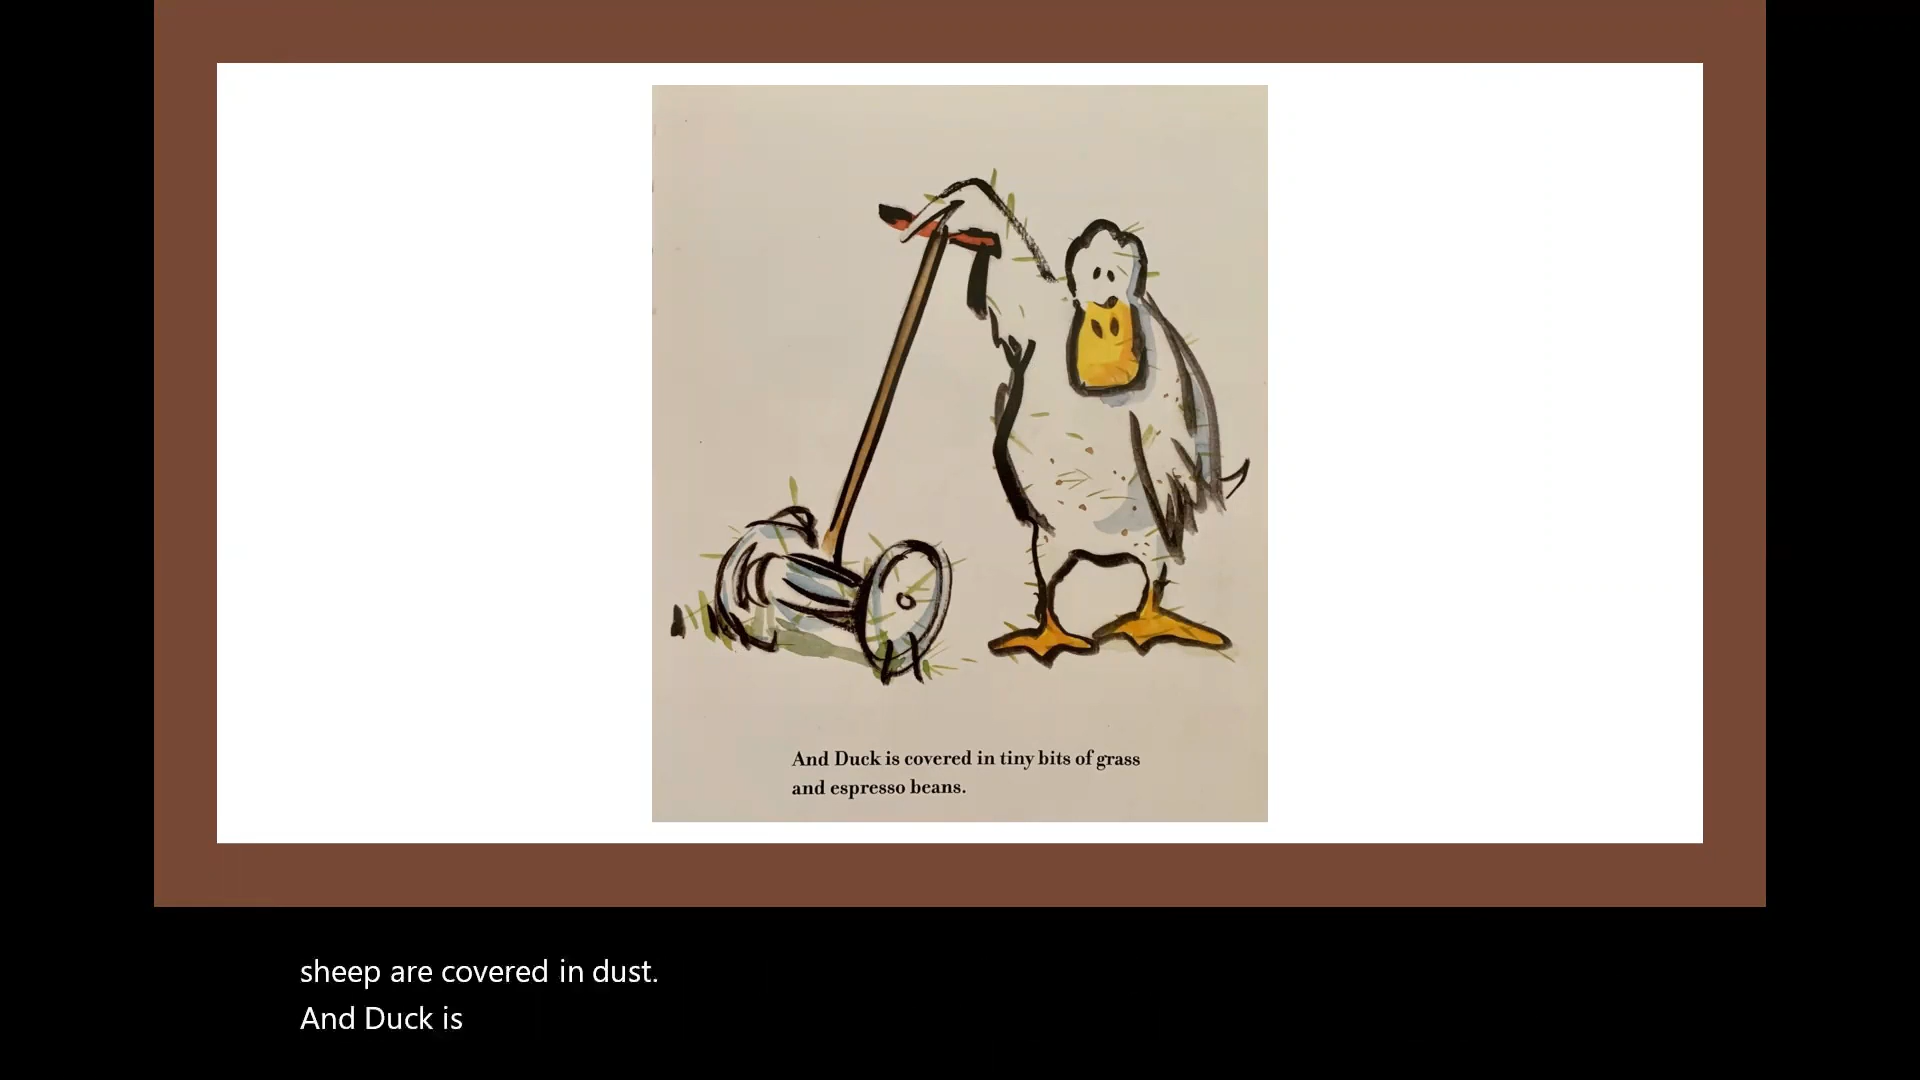 And Duck is covered in tiny bits of grass
and espresso beans.
sheep are covered in dust.
And Duck is